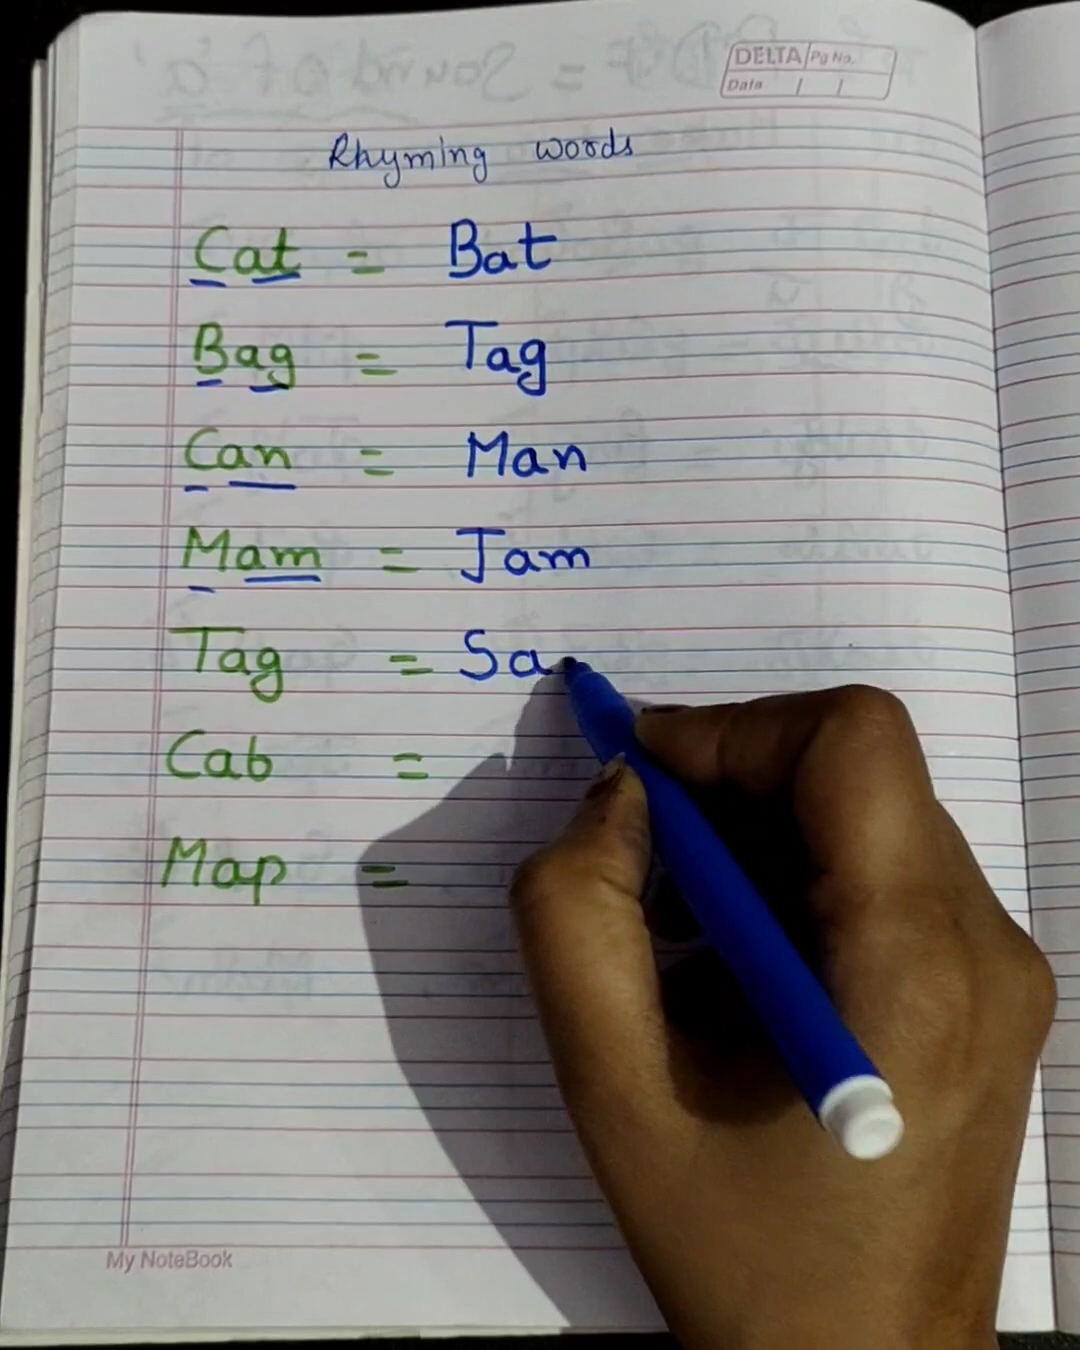 DELTA Pg No.
Date / /
Rhyming words
Cat = Bat
Bag = Tag
Can = Man
Mam = Jam
Tag = Sa
Cab =
Map =
My NoteBook